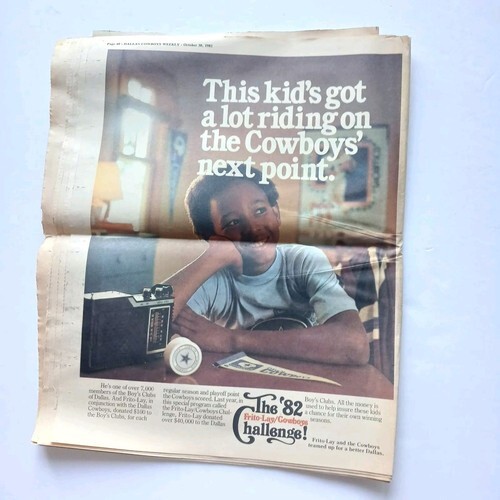 Page 40 - DALLAS COWBOYS WEEKLY - October 30, 1982
This kid's got
a lot riding on
the Cowboys'
next point.
He's one of over 7,000
members of the Boy's Clubs
of Dallas. And Frito-Lay, in
conjunction with the Dallas
Cowboys, donated $100 to
the Boy's Clubs, for each
regular season and playoff point
the Cowboys scored. Last year, in
this special program called
the Frito-Lay/Cowboys Chal-
lenge, Frito-Lay donated
over $40,000 to the Dallas
Boy's Clubs. All the money is
used to help insure these kids
a chance for their own winning
seasons.
The '82
Frito-Lay/Cowboys
Challenge!
Frito-Lay and the Cowboys
teamed up for a better Dallas.